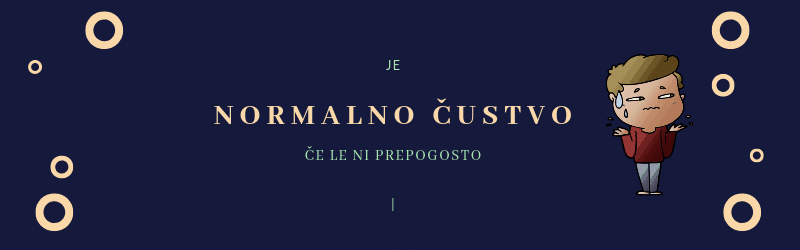 JE
NORMALNO ČUSTVO
ČE LE NI PREPOGOSTO
|